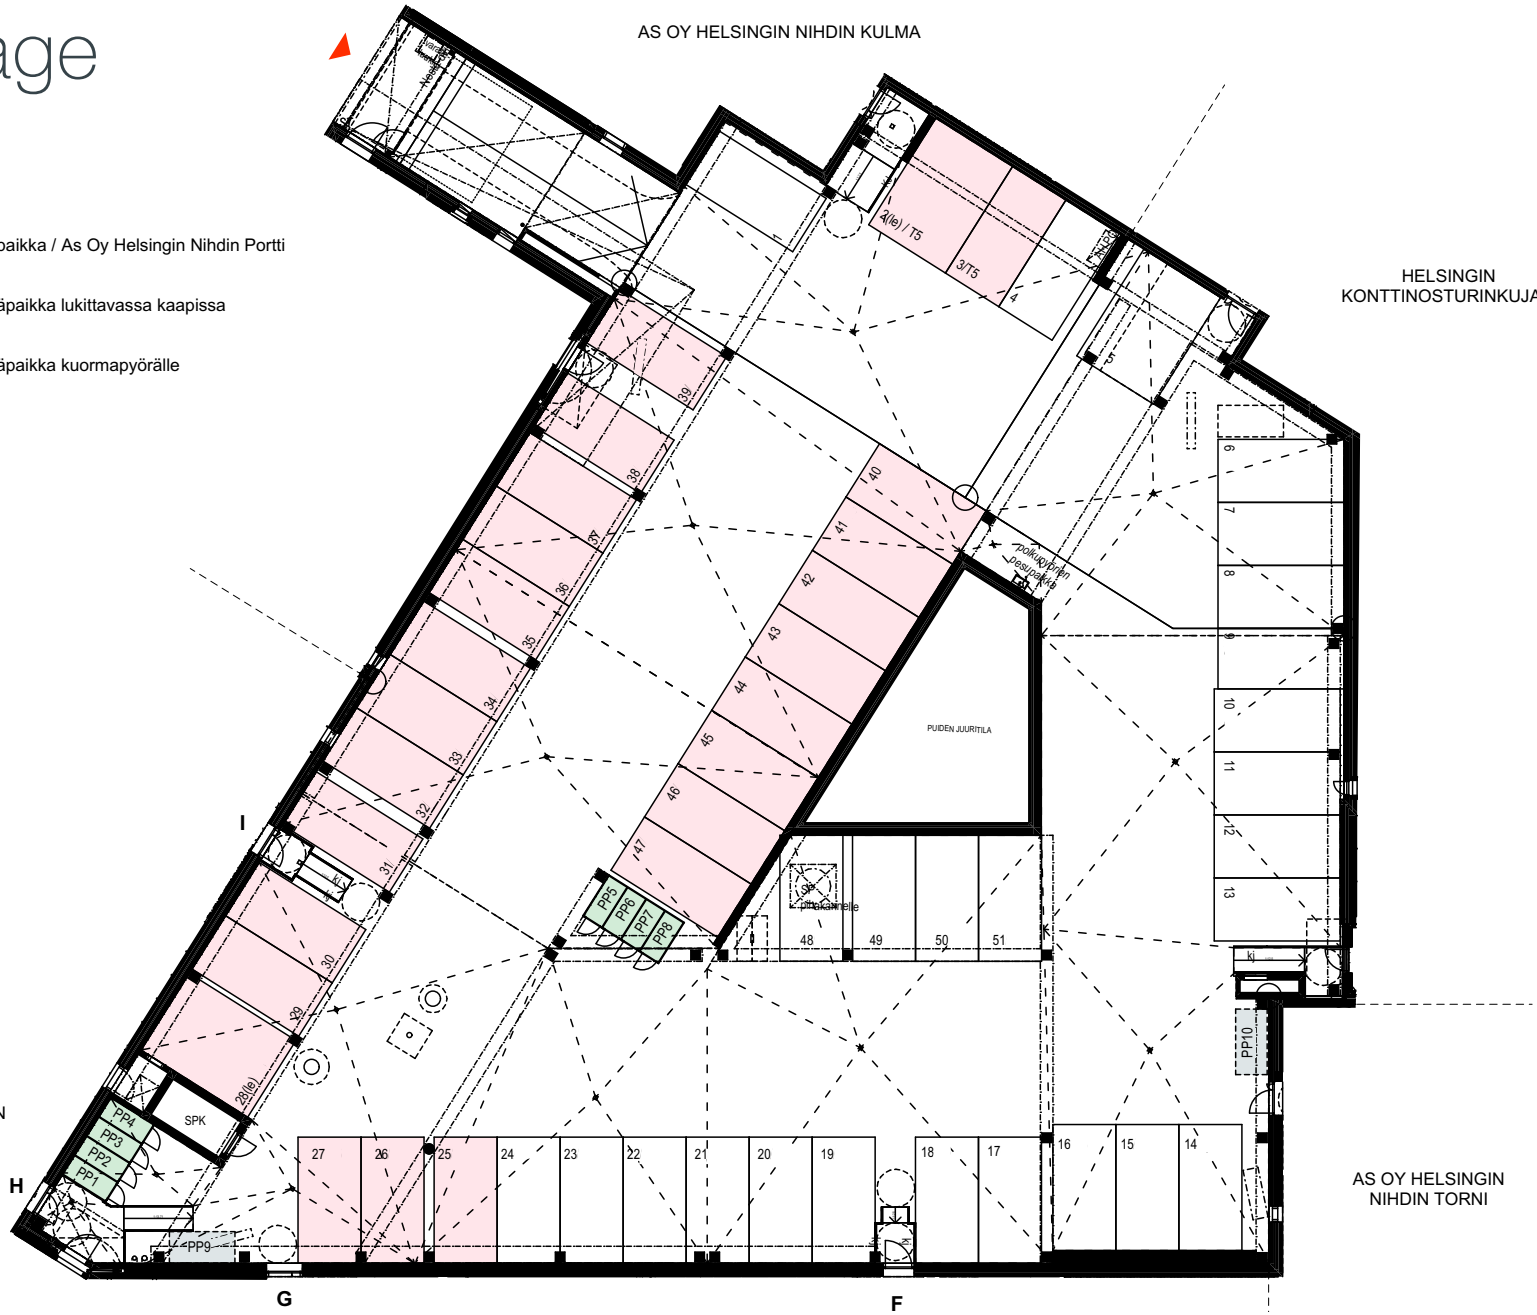 age
AS OY HELSINGIN NIHDIN KULMA
paikka / As Oy Helsingin Nihdin Portti
äpaikka lukittavassa kaapissa
äpaikka kuormapyörälle
HELSINGIN
KONTTINOSTURINKUJA
1
kj
2(le) / T5
3/T5
4
5
6
7
8
9
10
11
12
13
kj
39
38
37
36
35
34
33
32
31
30
29
28(le)
40
41
42
43
44
45
46
47
polkupyörien
pesupaikka
PUIDEN JUURITILA
I
kj
PP5
PP6
PP7
PP8
48
49
50
51
PP10
SPK
PP4
PP3
PP2
PP1
N
H
PP9
27
26
25
24
23
22
21
20
19
18
17
16
15
14
kj
AS OY HELSINGIN
NIHDIN TORNI
G
F